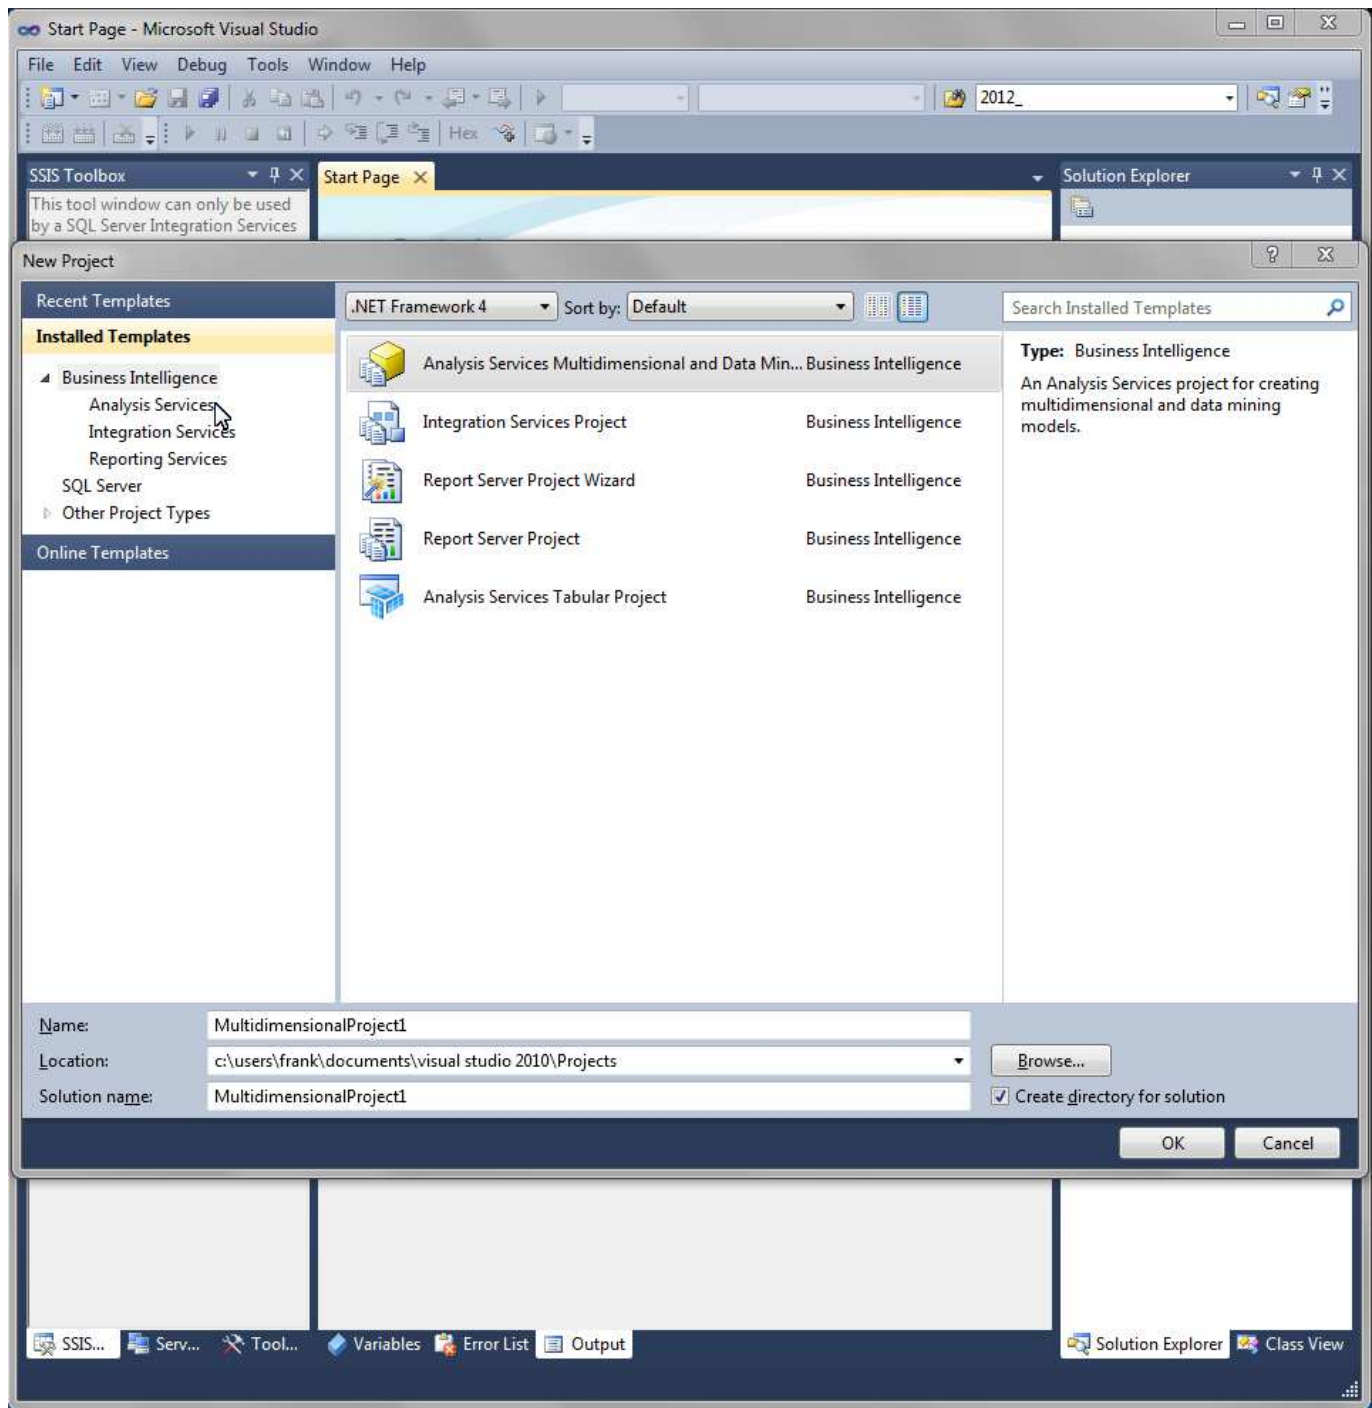 Start Page - Microsoft Visual Studio
File Edit View Debug Tools Window Help
2012_
Hex
SSIS Toolbox
Start Page
Solution Explorer
This tool window can only be used
by a SQL Server Integration Services
New Project
Recent Templates
.NET Framework 4
Sort by: Default
Search Installed Templates
Installed Templates
Business Intelligence
Analysis Services
Integration Services
Reporting Services
SQL Server
Other Project Types
Online Templates
Analysis Services Multidimensional and Data Min... Business Intelligence
Integration Services Project Business Intelligence
Report Server Project Wizard Business Intelligence
Report Server Project Business Intelligence
Analysis Services Tabular Project Business Intelligence
Type: Business Intelligence
An Analysis Services project for creating
multidimensional and data mining
models.
Name: MultidimensionalProject1
Location: c:\users\frank\documents\visual studio 2010\Projects
Browse...
Solution name: MultidimensionalProject1
Create directory for solution
OK Cancel
SSIS... Serv... Tool... Variables Error List Output Solution Explorer Class View